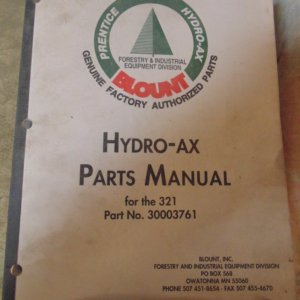 PRENTICE HYDRO-AX
FORESTRY & INDUSTRIAL
EQUIPMENT DIVISION
BLOUNT
GENUINE FACTORY AUTHORIZED PARTS
HYDRO-AX
PARTS MANUAL
for the 321
Part No. 30003761
BLOUNT, INC.
FORESTRY AND INDUSTRIAL EQUIPMENT DIVISION
PO BOX 568
OWATONNA MN 55060
PHONE 507 451-8654 · FAX 507 455-4670